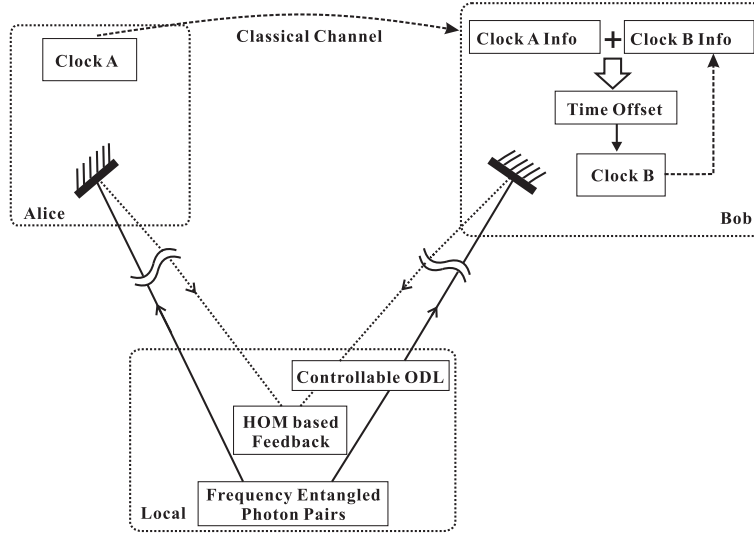 Clock A
Classical Channel
Clock A Info + Clock B Info
Time Offset
Clock B
Alice
Bob
Controllable ODL
HOM based
Feedback
Frequency Entangled
Photon Pairs
Local